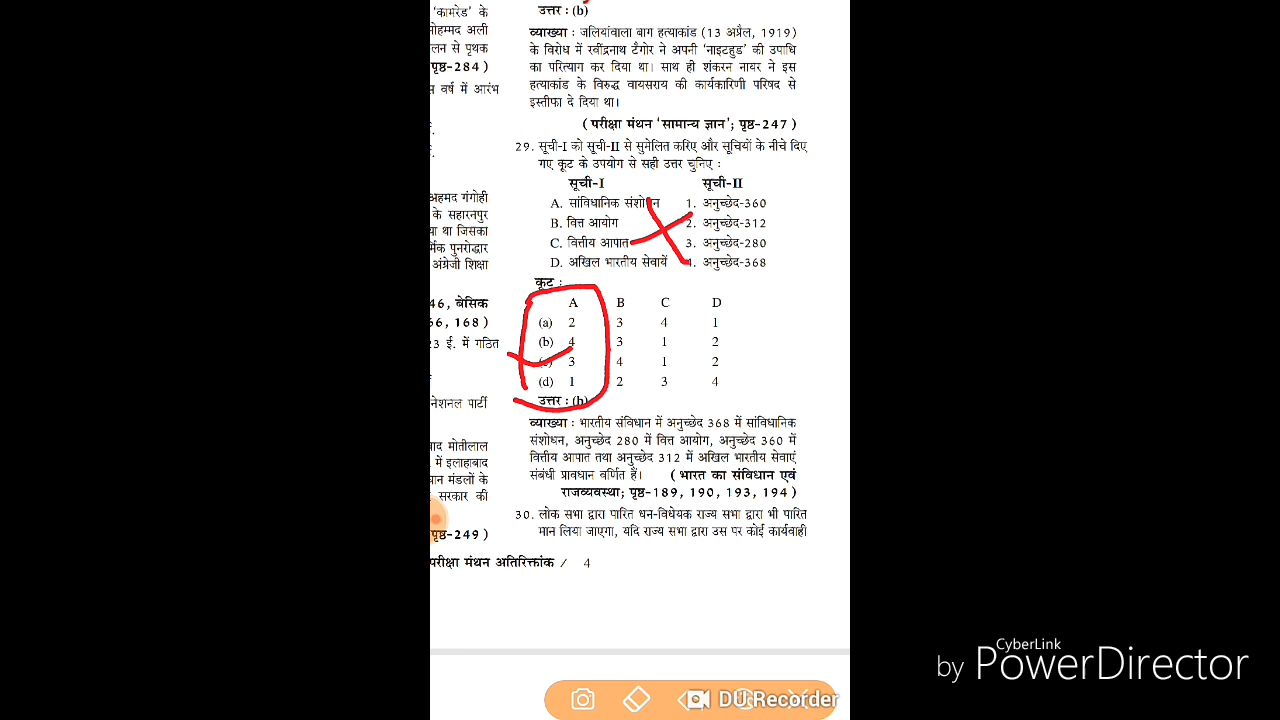 'कामरेड' के
मोहम्मद अली
लन से पृथक
पृष्ठ-284 )
स वर्ष में आरंभ
अहमद गंगोही
के सहारनपुर
या था जिसका
र्मिक पुनरोद्धार
अंग्रेजी शिक्षा
46, बेसिक
66, 168 )
23 ई. में गठित
नेशनल पार्टी
वाद मोतीलाल
में इलाहाबाद
धान मंडलों के
सरकार की
पृष्ठ-249 )
उत्तर : (b)
व्याख्या : जलियांवाला बाग हत्याकांड (13 अप्रैल, 1919)
के विरोध में रवींद्रनाथ टैगोर ने अपनी 'नाइटहुड' की उपाधि
का परित्याग कर दिया था। साथ ही शंकरन नायर ने इस
हत्याकांड के विरुद्ध वायसराय की कार्यकारिणी परिषद से
इस्तीफा दे दिया था।
( परीक्षा मंथन 'सामान्य ज्ञान'; पृष्ठ-247 )
29. सूची-I को सूची-II से सुमेलित करिए और सूचियों के नीचे दिए
गए कूट के उपयोग से सही उत्तर चुनिए :
सूची-I सूची-II
A. सांविधानिक संशोधन 1. अनुच्छेद-360
B. वित्त आयोग 2. अनुच्छेद-312
C. वित्तीय आपात 3. अनुच्छेद-280
D. अखिल भारतीय सेवायें 4. अनुच्छेद-368
कूट :
A B C D
(a) 2 3 4 1
(b) 4 3 1 2
(c) 3 4 1 2
(d) 1 2 3 4
उत्तर : (b)
व्याख्या : भारतीय संविधान में अनुच्छेद 368 में सांविधानिक
संशोधन, अनुच्छेद 280 में वित्त आयोग, अनुच्छेद 360 में
वित्तीय आपात तथा अनुच्छेद 312 में अखिल भारतीय सेवाएं
संबंधी प्रावधान वर्णित हैं। ( भारत का संविधान एवं
राजव्यवस्था; पृष्ठ-189, 190, 193, 194 )
30. लोक सभा द्वारा पारित धन-विधेयक राज्य सभा द्वारा भी पारित
मान लिया जाएगा, यदि राज्य सभा द्वारा उस पर कोई कार्यवाही
परीक्षा मंथन अतिरिक्तांक / 4
DU Recorder
CyberLink
by PowerDirector